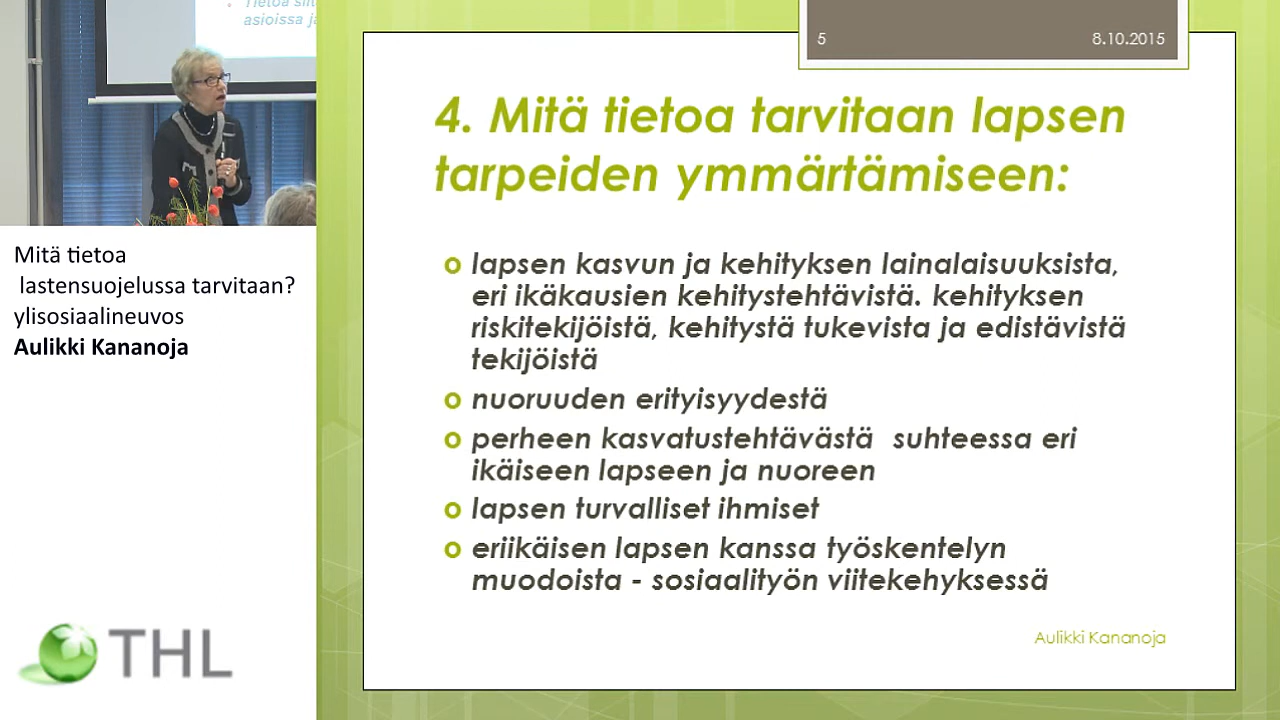 Tietoa
asioissa
Mitä tietoa
lastensuojelussa tarvitaan?
ylisosiaalineuvos
Aulikki Kananoja
THL
5
8.10.2015
4. Mitä tietoa tarvitaan lapsen
tarpeiden ymmärtämiseen:
lapsen kasvun ja kehityksen lainalaisuuksista,
eri ikäkausien kehitystehtävistä. kehityksen
riskitekijöistä, kehitystä tukevista ja edistävistä
tekijöistä
nuoruuden erityisyydestä
perheen kasvatustehtävästä suhteessa eri
ikäiseen lapseen ja nuoreen
lapsen turvalliset ihmiset
eriikäisen lapsen kanssa työskentelyn
muodoista - sosiaalityön viitekehyksessä
Aulikki Kananoja